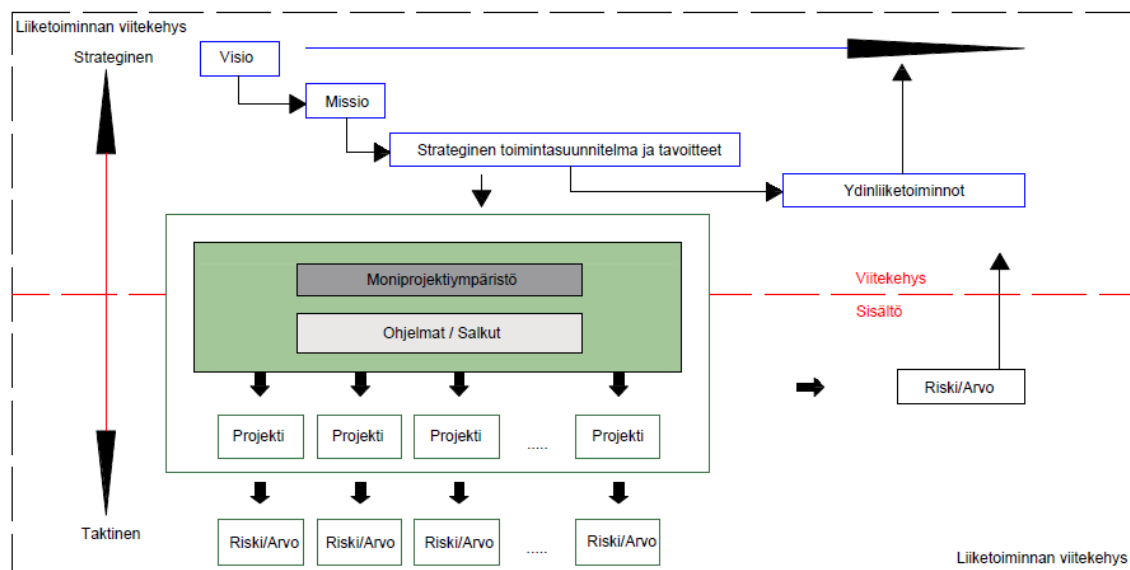 Liiketoiminnan viitekehys
Strateginen
Visio
Missio
Strateginen toimintasuunnitelma ja tavoitteet
Ydinliiketoiminnot
Moniprojektiympäristö
Viitekehys
Sisältö
Ohjelmat / Salkut
Riski/Arvo
Projekti
Projekti
Projekti
.....
Projekti
Taktinen
Riski/Arvo
Riski/Arvo
Riski/Arvo
.....
Riski/Arvo
Liiketoiminnan viitekehys